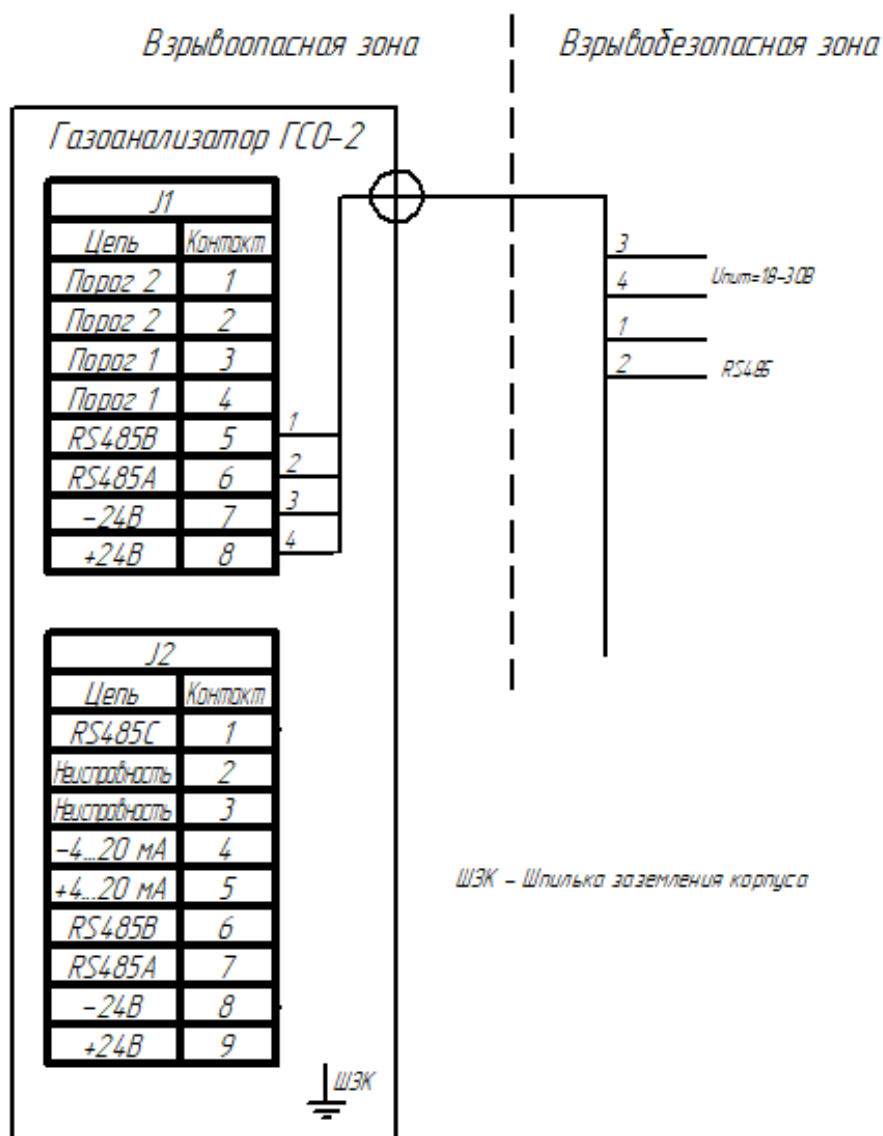 Взрывоопасная зона
Взрывобезопасная зона
Газоанализатор ГСО-2
J1
Цепь Контакт
Порог 2 1
Порог 2 2
Порог 1 3
Порог 1 4
RS485B 5
RS485A 6
-24В 7
+24В 8
1
2
3
4
3
4
Uпит=18-30В
1
2
RS485
J2
Цепь Контакт
RS485C 1
Неисправность 2
Неисправность 3
-4...20 мА 4
+4...20 мА 5
RS485B 6
RS485A 7
-24В 8
+24В 9
ШЗК
ШЗК - Шпилька заземления корпуса